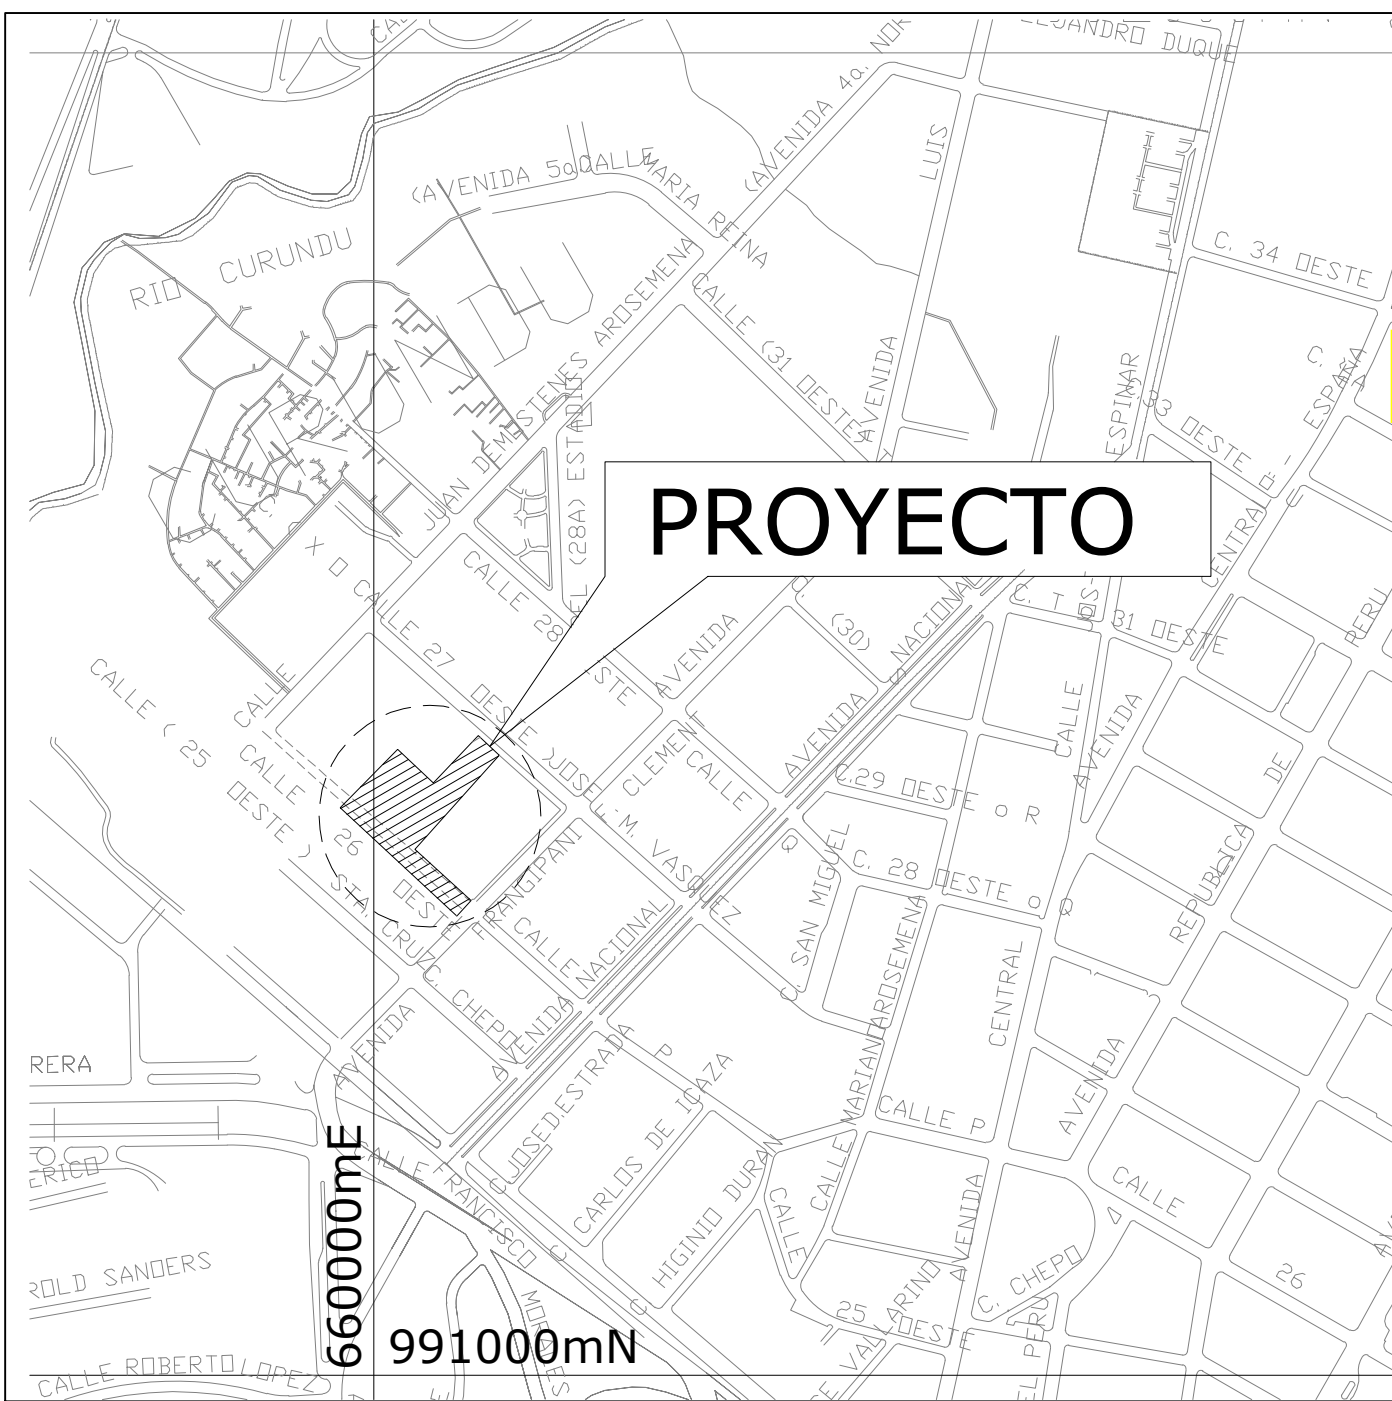 DUQUE
(AVENIDA 4a. NOR
LUIS
(AVENIDA 5a CALLE
MARIA REINA
RIO CURUNDU
C. 34 OESTE
JUAN DEMOSTENES AROSEMENA
CALLE (31 OESTE)
AVENIDA
ESPINAR
33 OESTE
ESPAÑA
(28A) ESTADIO
PROYECTO
CALLE 28
ESTE
CALLE 27
OESTE )
CALLE
CALLE ( 25 OESTE )
CALLE 26 OESTE
STA. CRUZ
AVENIDA
(30)
AVENIDA
NACIONAL
CENTRAL
C. T
31 OESTE
PERU
CALLE
AVENIDA
DE
REPUBLICA
CLEMENT
CALLE
JOSE M. VASQUEZ
FRANGIPANI
CALLE
C.29 OESTE o R
Q
C. 28 OESTE o Q
C. SAN MIGUEL
CALLE MARIANO AROSEMENA
CENTRAL
AVENIDA
C. CHEPO
AVENIDA NACIONAL
AVENIDA
RERA
P
C. JOSE D. ESTRADA
CARLOS DE ICAZA
HIGINIO DURAN
CALLE P
CALLE
CALLE
26
AVENIDA
C. CHEPO
CALLE FRANCISCO
MORALES
25 OESTE
VALLARINO
PERU
ERICO
ROLD SANDERS
CALLE ROBERTO LOPEZ
660000mE
991000mN